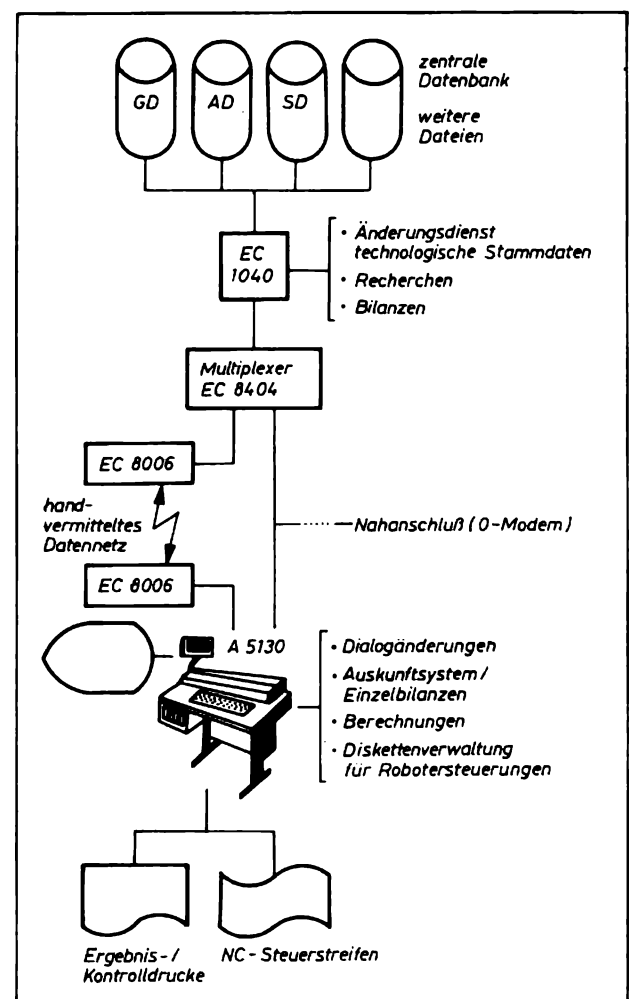 zentrale
Datenbank
GD
AD
SD
weitere
Dateien
EC
1040
· Änderungsdienst
technologische Stammdaten
· Recherchen
· Bilanzen
Multiplexer
EC 8404
EC 8006
hand-
vermitteltes
Datennetz
Nahanschluß (0-Modem)
EC 8006
A 5130
· Dialogänderungen
· Auskunftsystem/
Einzelbilanzen
· Berechnungen
· Diskettenverwaltung
für Robotersteuerungen
Ergebnis-/
Kontrolldrucke
NC-Steuerstreifen